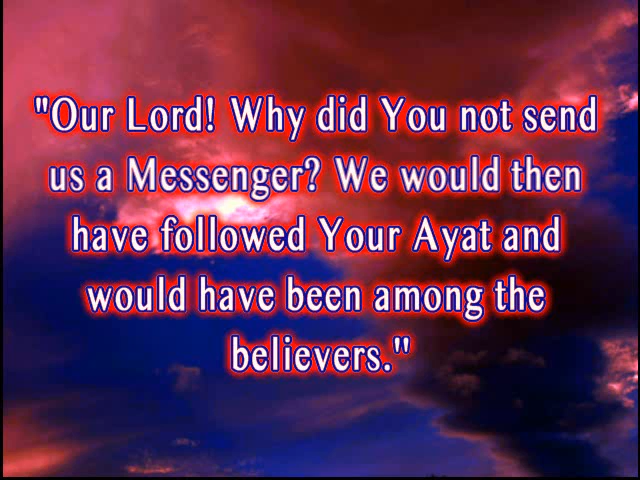 "Our Lord! Why did You not send
us a Messenger? We would then
have followed Your Ayat and
would have been among the
believers."